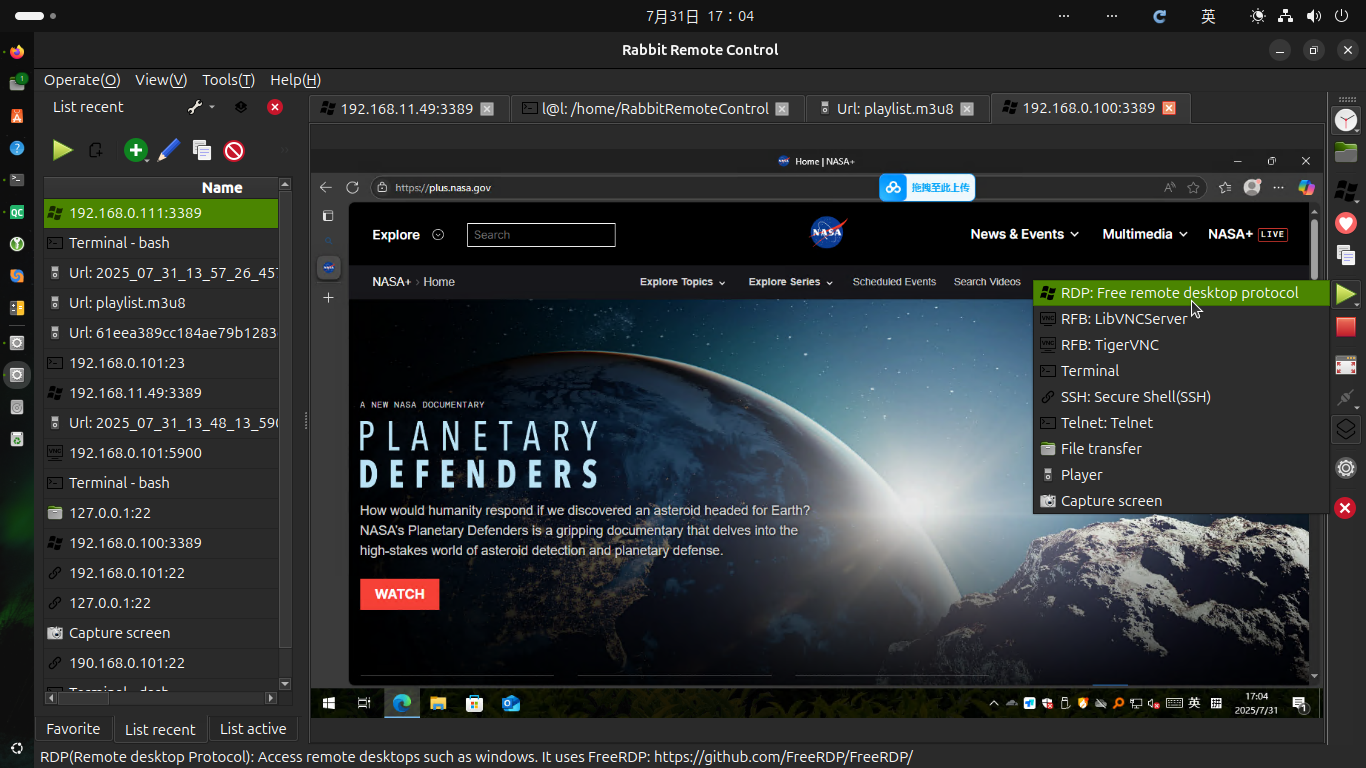 7月31日 17：04
英
Rabbit Remote Control
Operate(O) View(V) Tools(T) Help(H)
List recent
Name
192.168.0.111:3389
Terminal - bash
Url: 2025_07_31_13_57_26_457
Url: playlist.m3u8
Url: 61eea389cc184ae79b1283
192.168.0.101:23
192.168.11.49:3389
Url: 2025_07_31_13_48_13_590
192.168.0.101:5900
Terminal - bash
127.0.0.1:22
192.168.0.100:3389
192.168.0.101:22
127.0.0.1:22
Capture screen
190.168.0.101:22
Terminal - dash
Favorite List recent List active
192.168.11.49:3389
l@l: /home/RabbitRemoteControl
Url: playlist.m3u8
192.168.0.100:3389
Home | NASA+
https://plus.nasa.gov
拖拽至此上传
Explore
Search
NASA
News & Events
Multimedia
NASA+ LIVE
NASA+ › Home
Explore Topics
Explore Series
Scheduled Events
Search Videos
A NEW NASA DOCUMENTARY
PLANETARY
DEFENDERS
How would humanity respond if we discovered an asteroid headed for Earth?
NASA's Planetary Defenders is a gripping documentary that delves into the
high-stakes world of asteroid detection and planetary defense.
WATCH
RDP: Free remote desktop protocol
RFB: LibVNCServer
RFB: TigerVNC
Terminal
SSH: Secure Shell(SSH)
Telnet: Telnet
File transfer
Player
Capture screen
英
17:04
2025/7/31
1
RDP(Remote desktop Protocol): Access remote desktops such as windows. It uses FreeRDP: https://github.com/FreeRDP/FreeRDP/